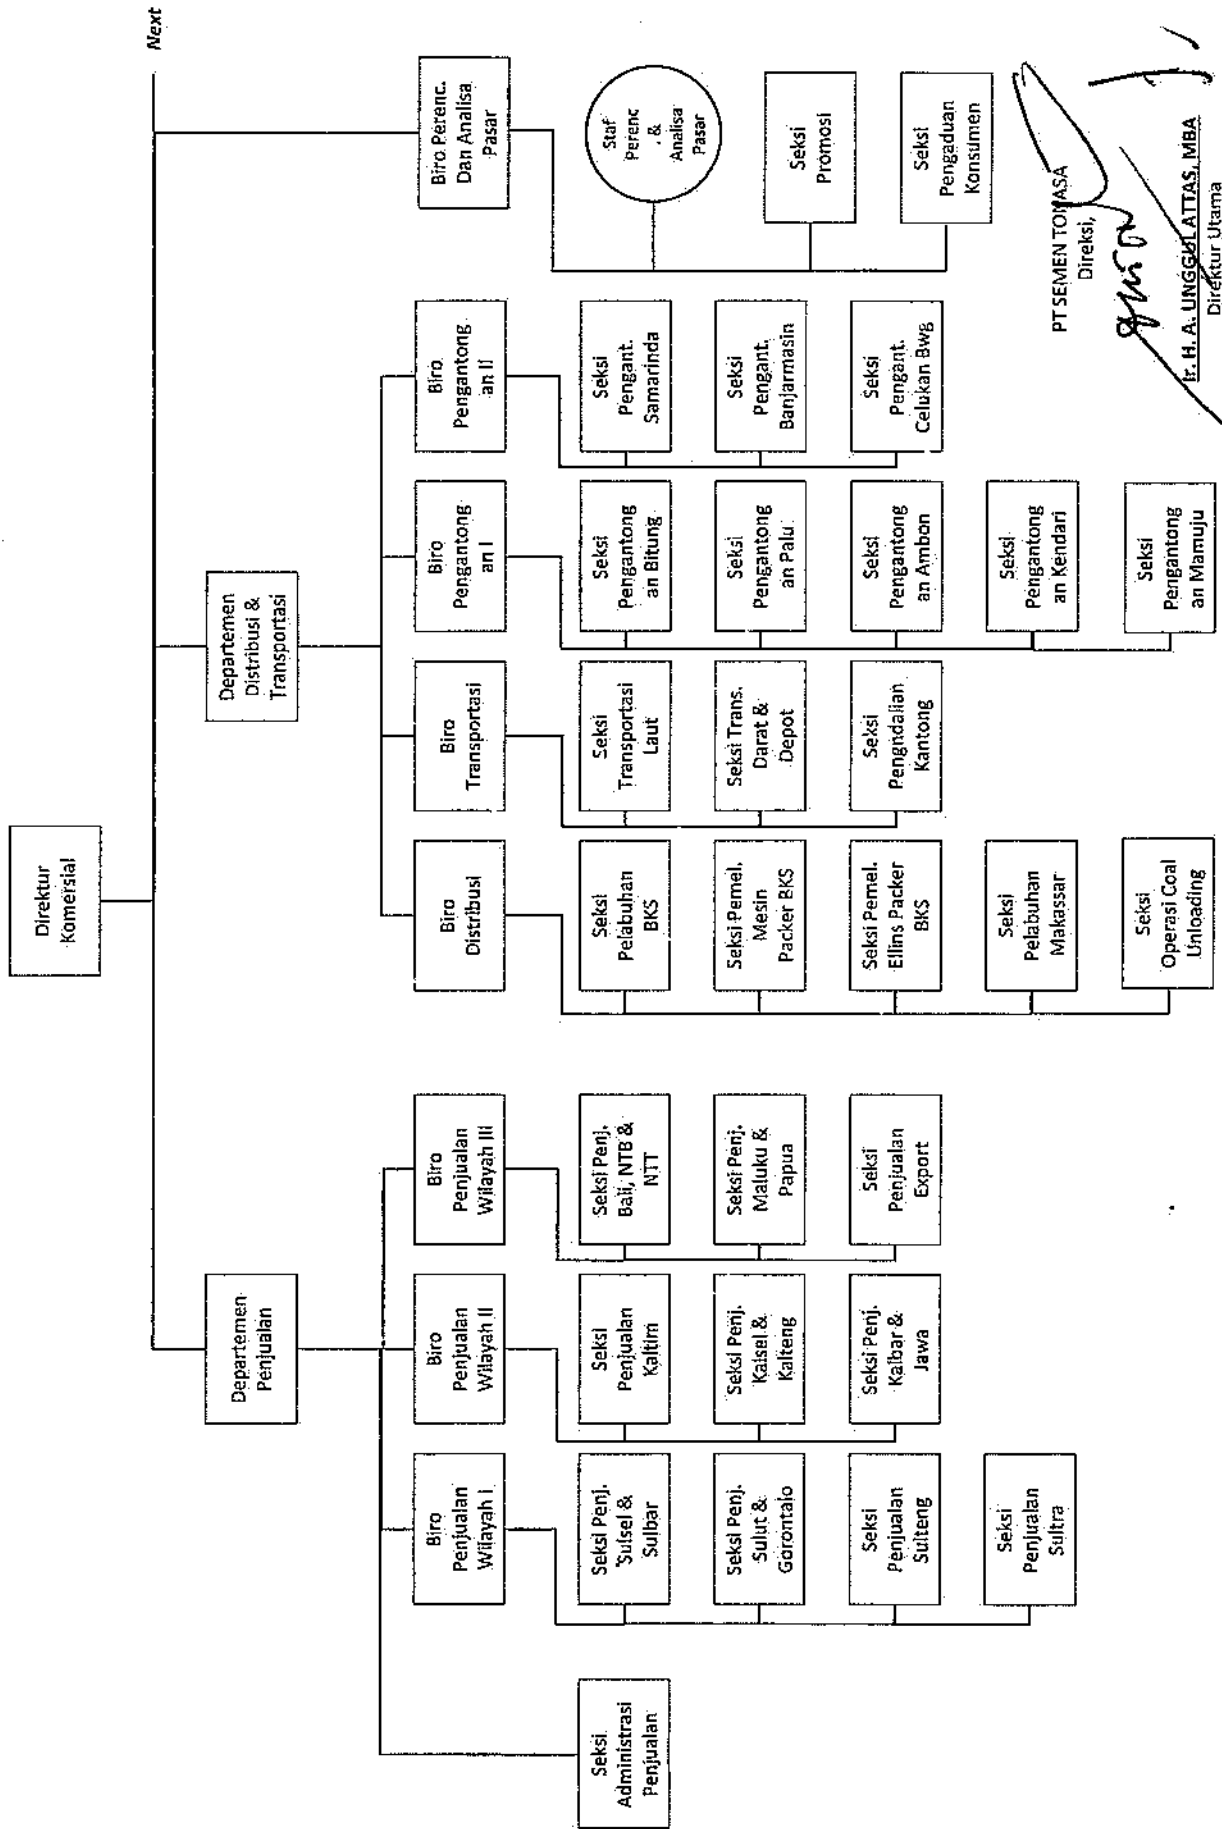 Next
Direktur
Komersial
Departemen
Penjualan
Departemen
Distribusi &
Transportasi
Biro Perenc.
Dan Analisa
Pasar
Biro
Penjualan
Wilayah I
Biro
Penjualan
Wilayah II
Biro
Penjualan
Wilayah III
Biro
Distribusi
Biro
Transportasi
Biro
Pengantong
an I
Biro
Pengantong
an II
Seksi
Administrasi
Penjualan
Seksi Penj.
Sulsel &
Sulbar
Seksi Penj.
Sulut &
Gorontalo
Seksi
Penjualan
Sulteng
Seksi
Penjualan
Sultra
Seksi
Penjualan
Kaltim
Seksi Penj.
Kalsel &
Kalteng
Seksi Penj.
Kalbar &
Jawa
Seksi Penj.
Bali, NTB &
NTT
Seksi Penj.
Maluku &
Papua
Seksi
Penjualan
Export
Seksi
Pelabuhan
BKS
Seksi Pemel.
Mesin
Packer BKS
Seksi Pemel.
Ellins Packer
BKS
Seksi
Pelabuhan
Makassar
Seksi
Operasi Coal
Unloading
Seksi
Transportasi
Laut
Seksi Trans.
Darat &
Depot
Seksi
Pengndalian
Kantong
Seksi
Pengantong
an Bitung
Seksi
Pengantong
an Palu
Seksi
Pengantong
an Ambon
Seksi
Pengantong
an Kendari
Seksi
Pengantong
an Mamuju
Seksi
Pengant.
Samarinda
Seksi
Pengant.
Banjarmasin
Seksi
Pengant.
Celukan Bwg
Staf
Perenc
. &
Analisa
Pasar
Seksi
Promosi
Seksi
Pengaduan
Konsumen
PT SEMEN TONASA
Direksi,
Ir. H. A. UNGGUL ATTAS, MBA
Direktur Utama